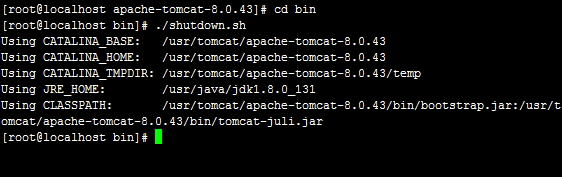 [root@localhost apache-tomcat-8.0.43]# cd bin
[root@localhost bin]# ./shutdown.sh
Using CATALINA_BASE:   /usr/tomcat/apache-tomcat-8.0.43
Using CATALINA_HOME:   /usr/tomcat/apache-tomcat-8.0.43
Using CATALINA_TMPDIR: /usr/tomcat/apache-tomcat-8.0.43/temp
Using JRE_HOME:        /usr/java/jdk1.8.0_131
Using CLASSPATH:       /usr/tomcat/apache-tomcat-8.0.43/bin/bootstrap.jar:/usr/t
omcat/apache-tomcat-8.0.43/bin/tomcat-juli.jar
[root@localhost bin]#